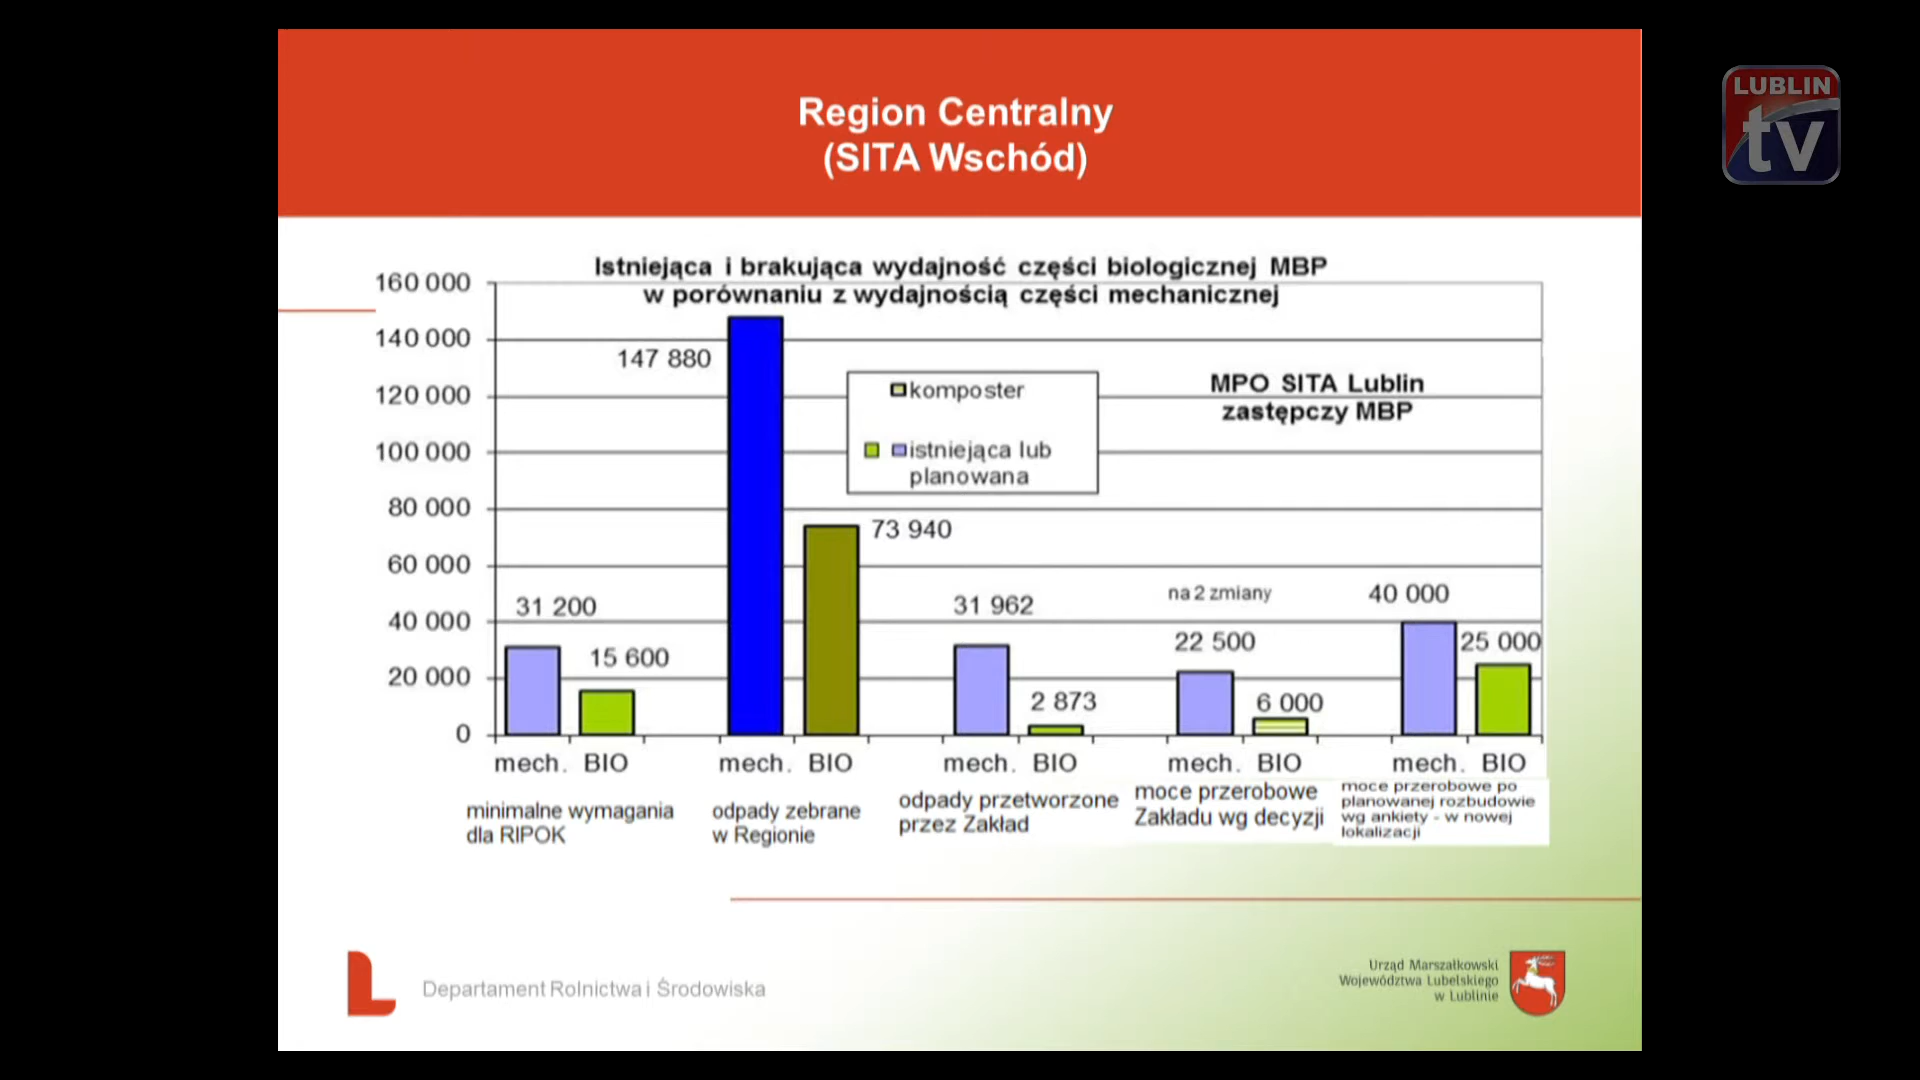 LUBLIN
tv
Region Centralny
(SITA Wschód)
Istniejąca i brakująca wydajność części biologicznej MBP
w porównaniu z wydajnością części mechanicznej
160 000
140 000
120 000
100 000
80 000
60 000
40 000
20 000
0
147 880
komposter
istniejąca lub
planowana
MPO SITA Lublin
zastępczy MBP
73 940
31 200
15 600
31 962
2 873
na 2 zmiany
22 500
6 000
40 000
25 000
mech. BIO
mech. BIO
mech. BIO
mech. BIO
mech. BIO
minimalne wymagania
dla RIPOK
odpady zebrane
w Regionie
odpady przetworzone
przez Zakład
moce przerobowe
Zakładu wg decyzji
moce przerobowe po
planowanej rozbudowie
wg ankiety - w nowej
lokalizacji
Departament Rolnictwa i Środowiska
Urząd Marszałkowski
Województwa Lubelskiego
w Lublinie